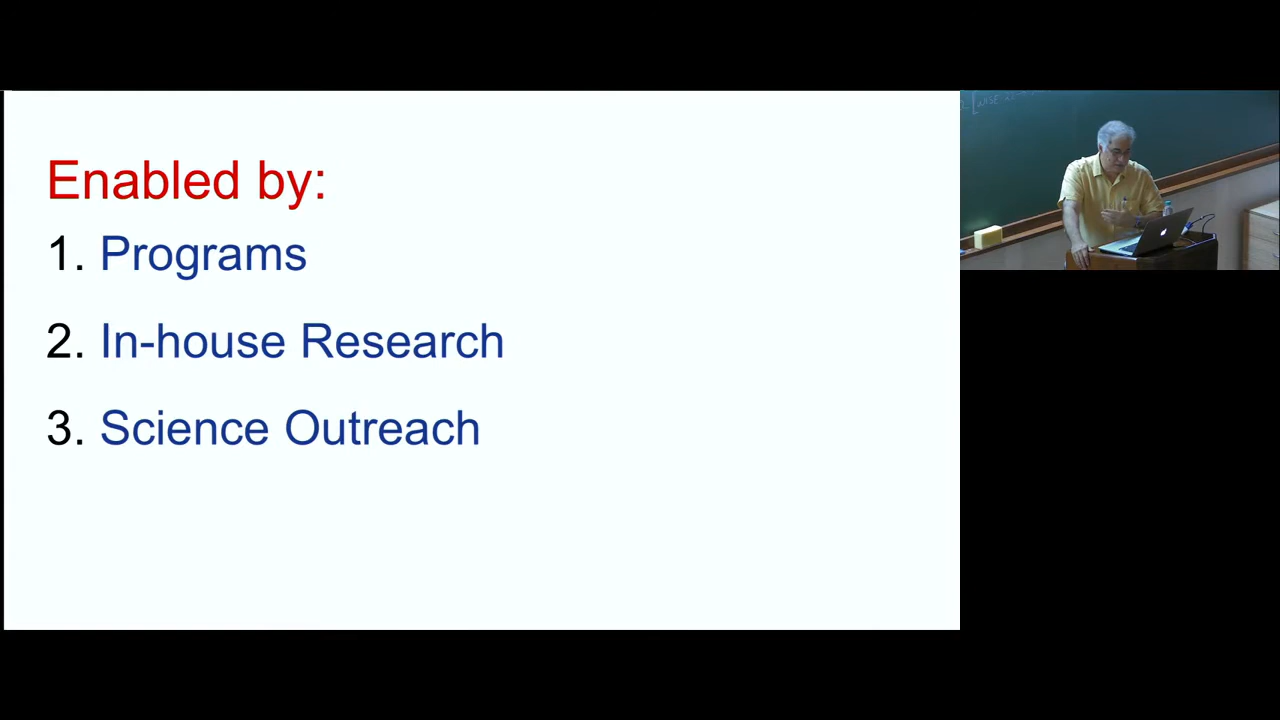 Enabled by:
1. Programs
2. In-house Research
3. Science Outreach